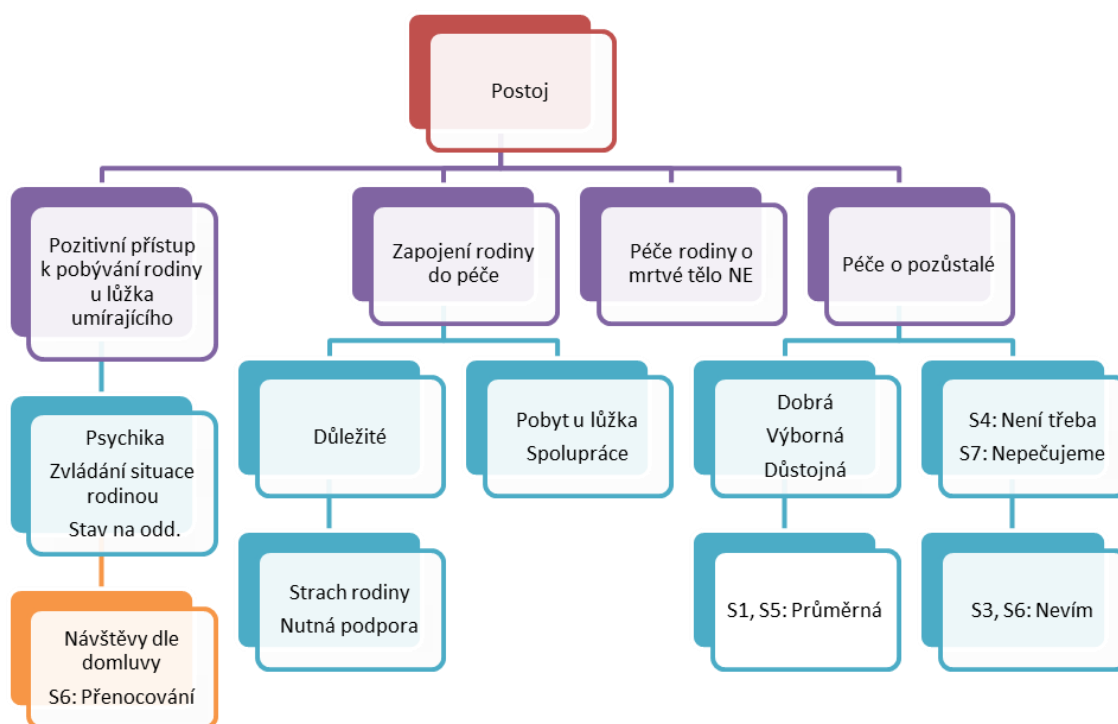 Postoj
Pozitivní přístup
k pobývání rodiny
u lůžka
umírajícího
Zapojení rodiny
do péče
Péče rodiny o
mrtvé tělo NE
Péče o pozůstalé
Psychika
Zvládání situace
rodinou
Stav na odd.
Důležité
Pobyt u lůžka
Spolupráce
Dobrá
Výborná
Důstojná
S4: Není třeba
S7: Nepečujeme
Návštěvy dle
domluvy
S6: Přenocování
Strach rodiny
Nutná podpora
S1, S5: Průměrná
S3, S6: Nevím